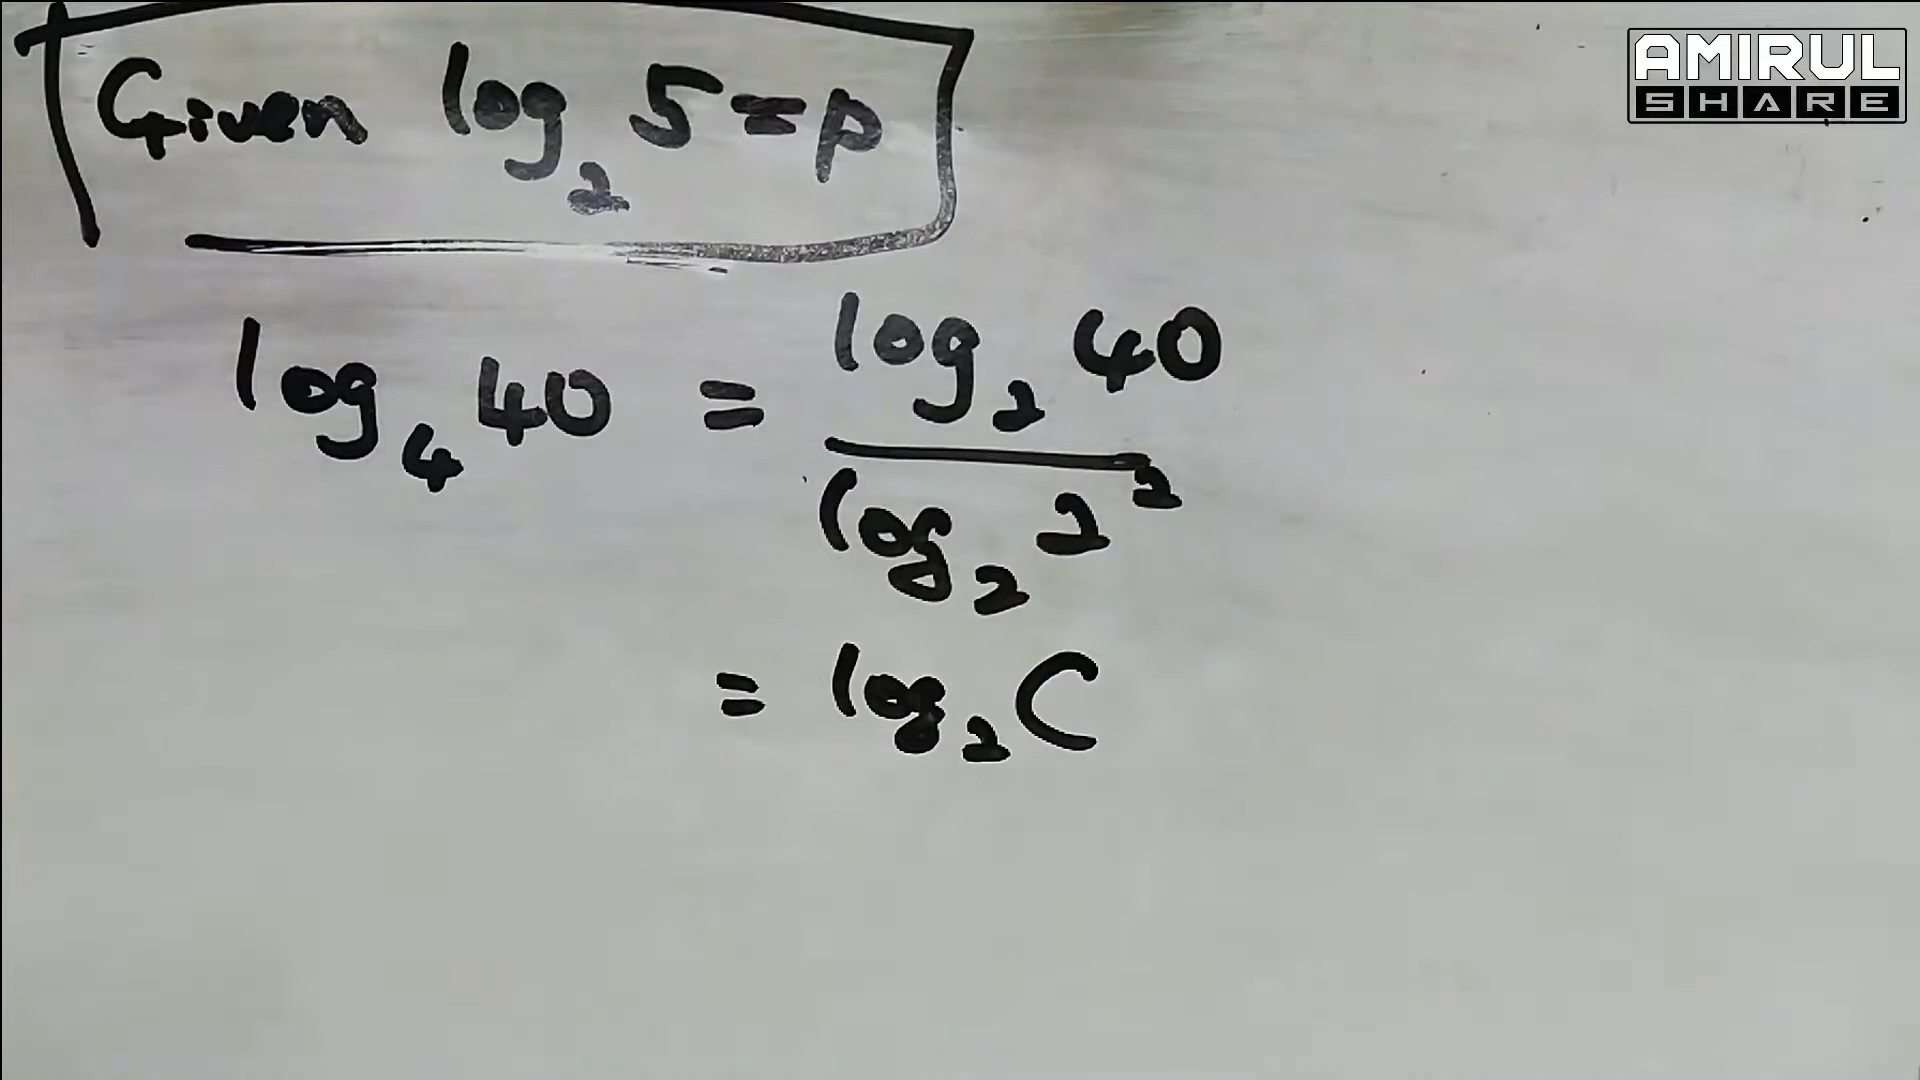 Given log₂ 5 = p
log₄ 40 = log₂ 40
log₂ 2²
= log₂ (
AMIRUL
SHARE